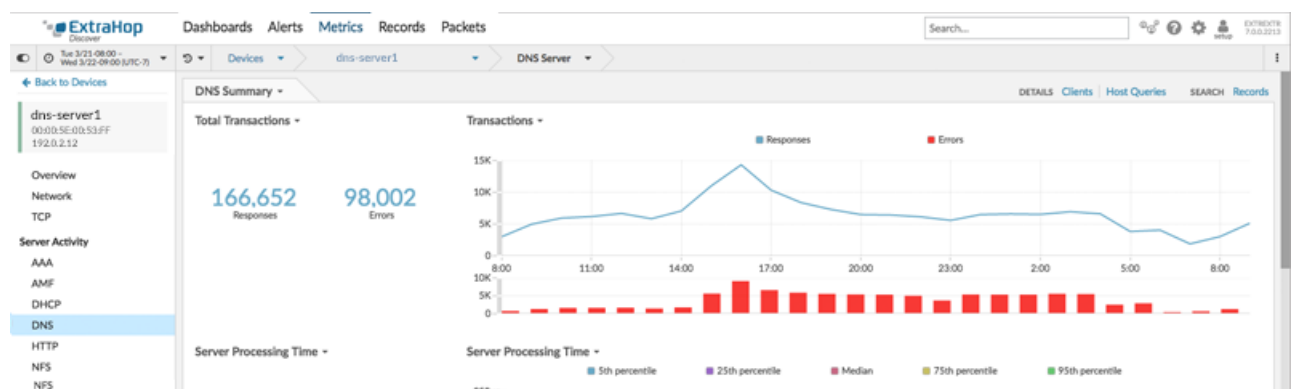 ExtraHop
Discover
Dashboards Alerts Metrics Records Packets
Search...
setup
EXTREXTR
7.0.0.2213
Tue 3/21-08:00 -
Wed 3/22-09:00 (UTC-7)
Devices
dns-server1
DNS Server
Back to Devices
dns-server1
00:00:5E:00:53:FF
192.0.2.12
Overview
Network
TCP
Server Activity
AAA
AMF
DHCP
DNS
HTTP
NFS
NFS
DNS Summary
DETAILS Clients Host Queries SEARCH Records
Total Transactions
166,652
Responses
98,002
Errors
Transactions
Responses Errors
15K
10K
5K
0
8:00 11:00 14:00 17:00 20:00 23:00 2:00 5:00 8:00
10K
5K
0
Server Processing Time
Server Processing Time
5th percentile 25th percentile Median 75th percentile 95th percentile